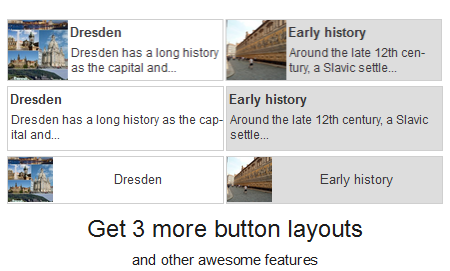 Dresden
Dresden has a long history
as the capital and...
Early history
Around the late 12th cen-
tury, a Slavic settle...
Dresden
Dresden has a long history as the cap-
ital and...
Early history
Around the late 12th century, a Slavic
settle...
Dresden
Early history
Get 3 more button layouts
and other awesome features